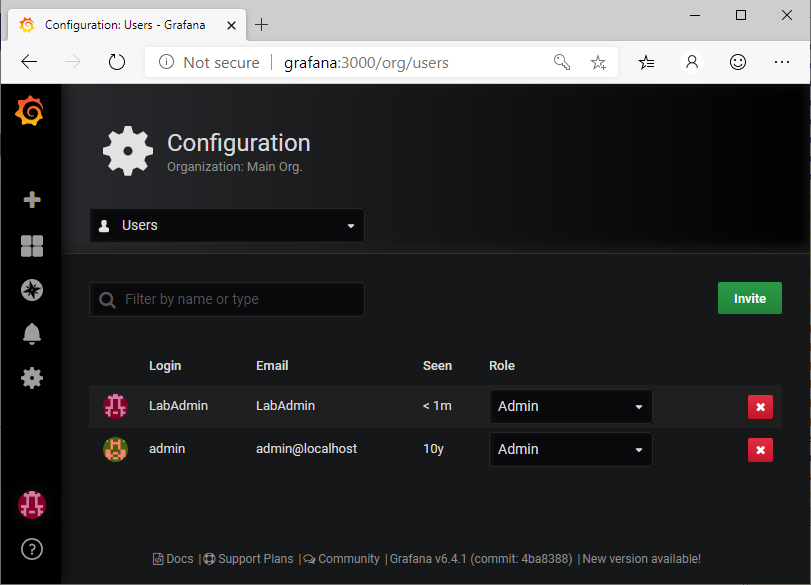 Configuration: Users - Grafana
Not secure | grafana:3000/org/users
Configuration
Organization: Main Org.
Users
Filter by name or type
Invite
Login Email Seen Role
LabAdmin LabAdmin < 1m Admin
admin admin@localhost 10y Admin
Docs | Support Plans | Community | Grafana v6.4.1 (commit: 4ba8388) | New version available!